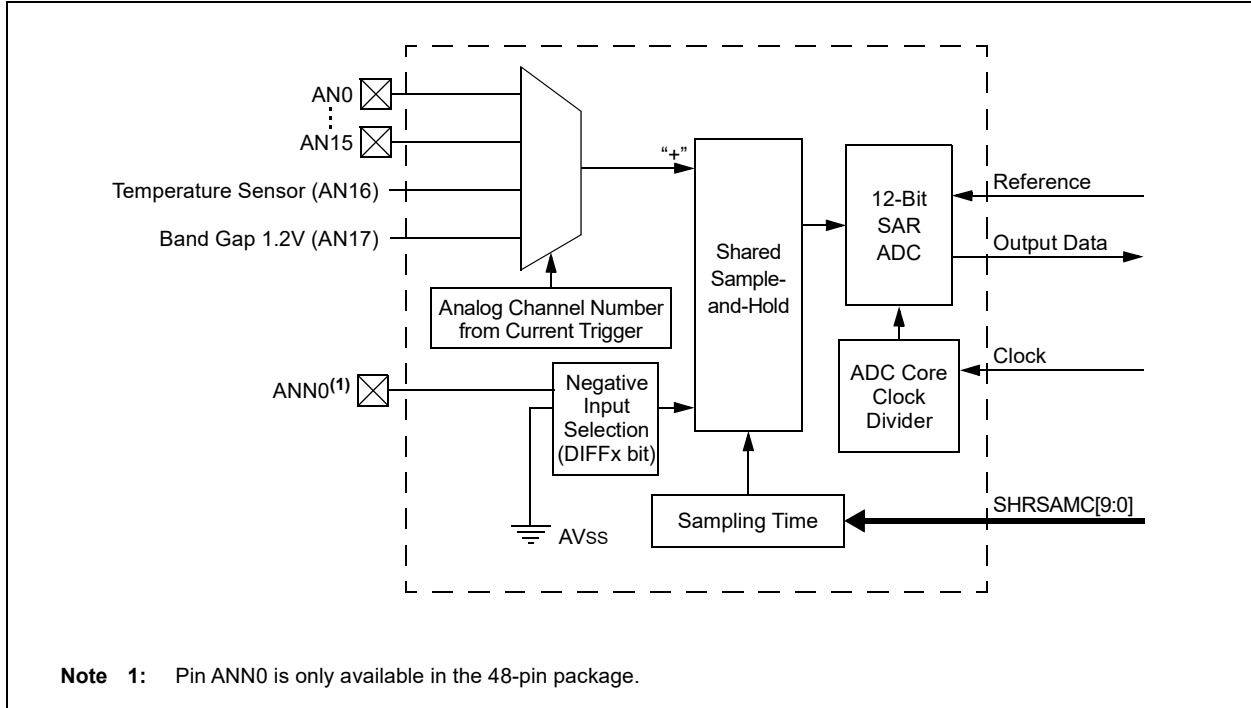 AN0
AN15
Temperature Sensor (AN16)
Band Gap 1.2V (AN17)
Analog Channel Number
from Current Trigger
ANN0(1)
Negative
Input
Selection
(DIFFx bit)
AVSS
"+"
Shared
Sample-
and-Hold
Sampling Time
12-Bit
SAR
ADC
ADC Core
Clock
Divider
Reference
Output Data
Clock
SHRSAMC[9:0]
Note 1: Pin ANN0 is only available in the 48-pin package.